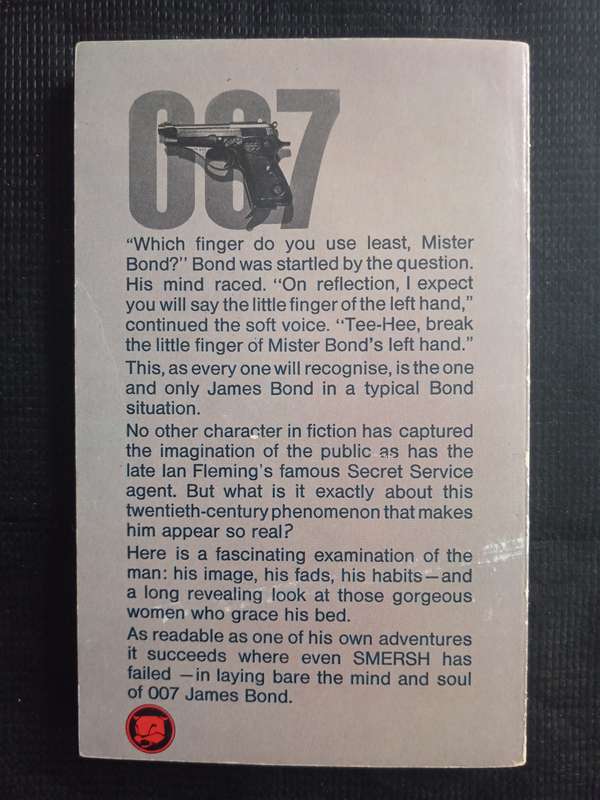 007
“Which finger do you use least, Mister
Bond?” Bond was startled by the question.
His mind raced. “On reflection, I expect
you will say the little finger of the left hand,”
continued the soft voice. “Tee-Hee, break
the little finger of Mister Bond’s left hand.”
This, as every one will recognise, is the one
and only James Bond in a typical Bond
situation.
No other character in fiction has captured
the imagination of the public as has the
late Ian Fleming’s famous Secret Service
agent. But what is it exactly about this
twentieth-century phenomenon that makes
him appear so real?
Here is a fascinating examination of the
man: his image, his fads, his habits—and
a long revealing look at those gorgeous
women who grace his bed.
As readable as one of his own adventures
it succeeds where even SMERSH has
failed —in laying bare the mind and soul
of 007 James Bond.